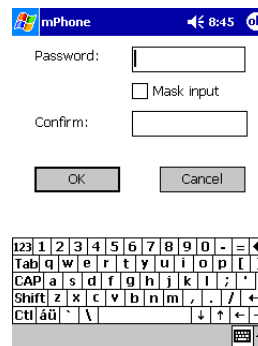 mPhone 8:45 ok
Password:
Mask input
Confirm:
OK Cancel
123 1 2 3 4 5 6 7 8 9 0 - =
Tab q w e r t y u i o p [
CAP a s d f g h j k l ; '
Shift z x c v b n m , . /
Ctl áü ` \ ↓ ↑ ←